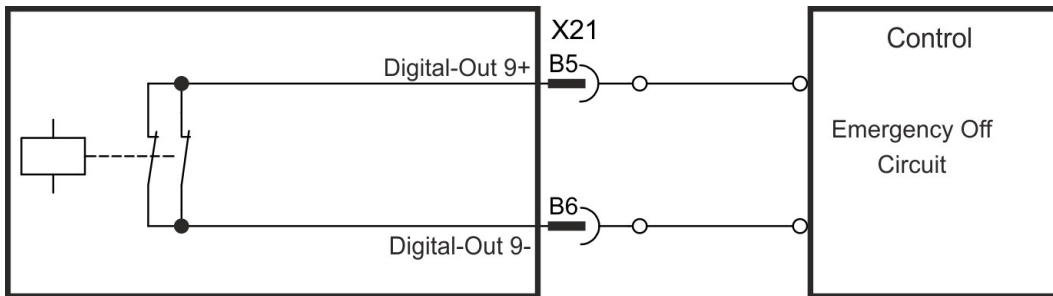 X21
Control
Digital-Out 9+
B5
Emergency Off
Circuit
B6
Digital-Out 9-